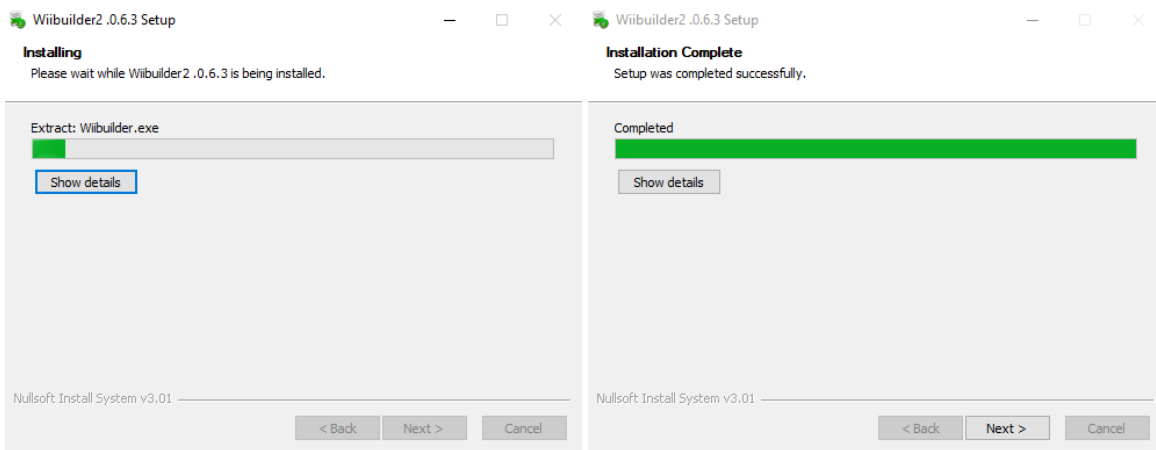 Wiibuilder2 .0.6.3 Setup
Installing
Please wait while Wiibuilder2 .0.6.3 is being installed.
Extract: Wiibuilder.exe
Show details
Nullsoft Install System v3.01
< Back
Next >
Cancel
Wiibuilder2 .0.6.3 Setup
Installation Complete
Setup was completed successfully.
Completed
Show details
Nullsoft Install System v3.01
< Back
Next >
Cancel